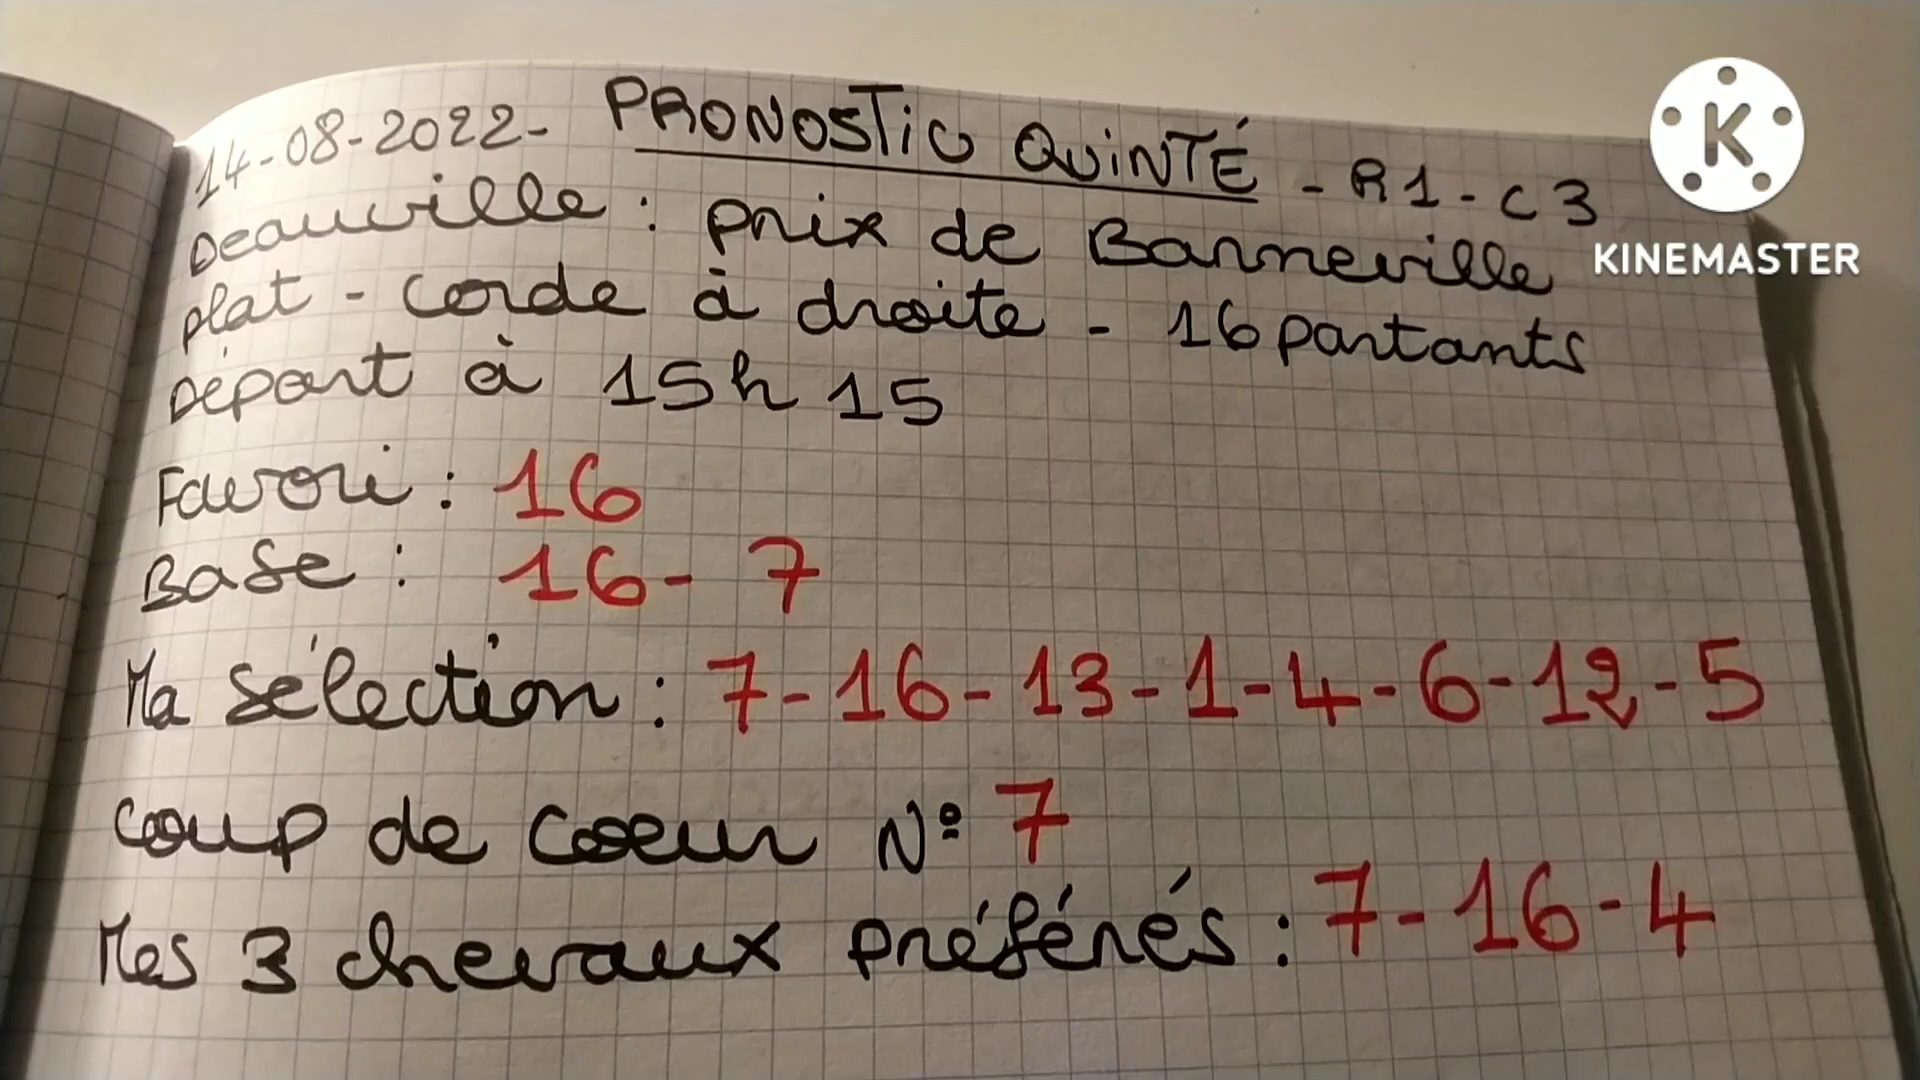 14-08-2022- PRONOSTIC QUINTÉ - R1 - C3
Deauville : prix de Banneville
plat - corde à droite - 16 partants
Départ à 15h15
Favori : 16
Base : 16- 7
Ma sélection : 7-16-13-1-4-6-12-5
Coup de coeur N° 7
Mes 3 chevaux préférés : 7-16-4
K
KINEMASTER